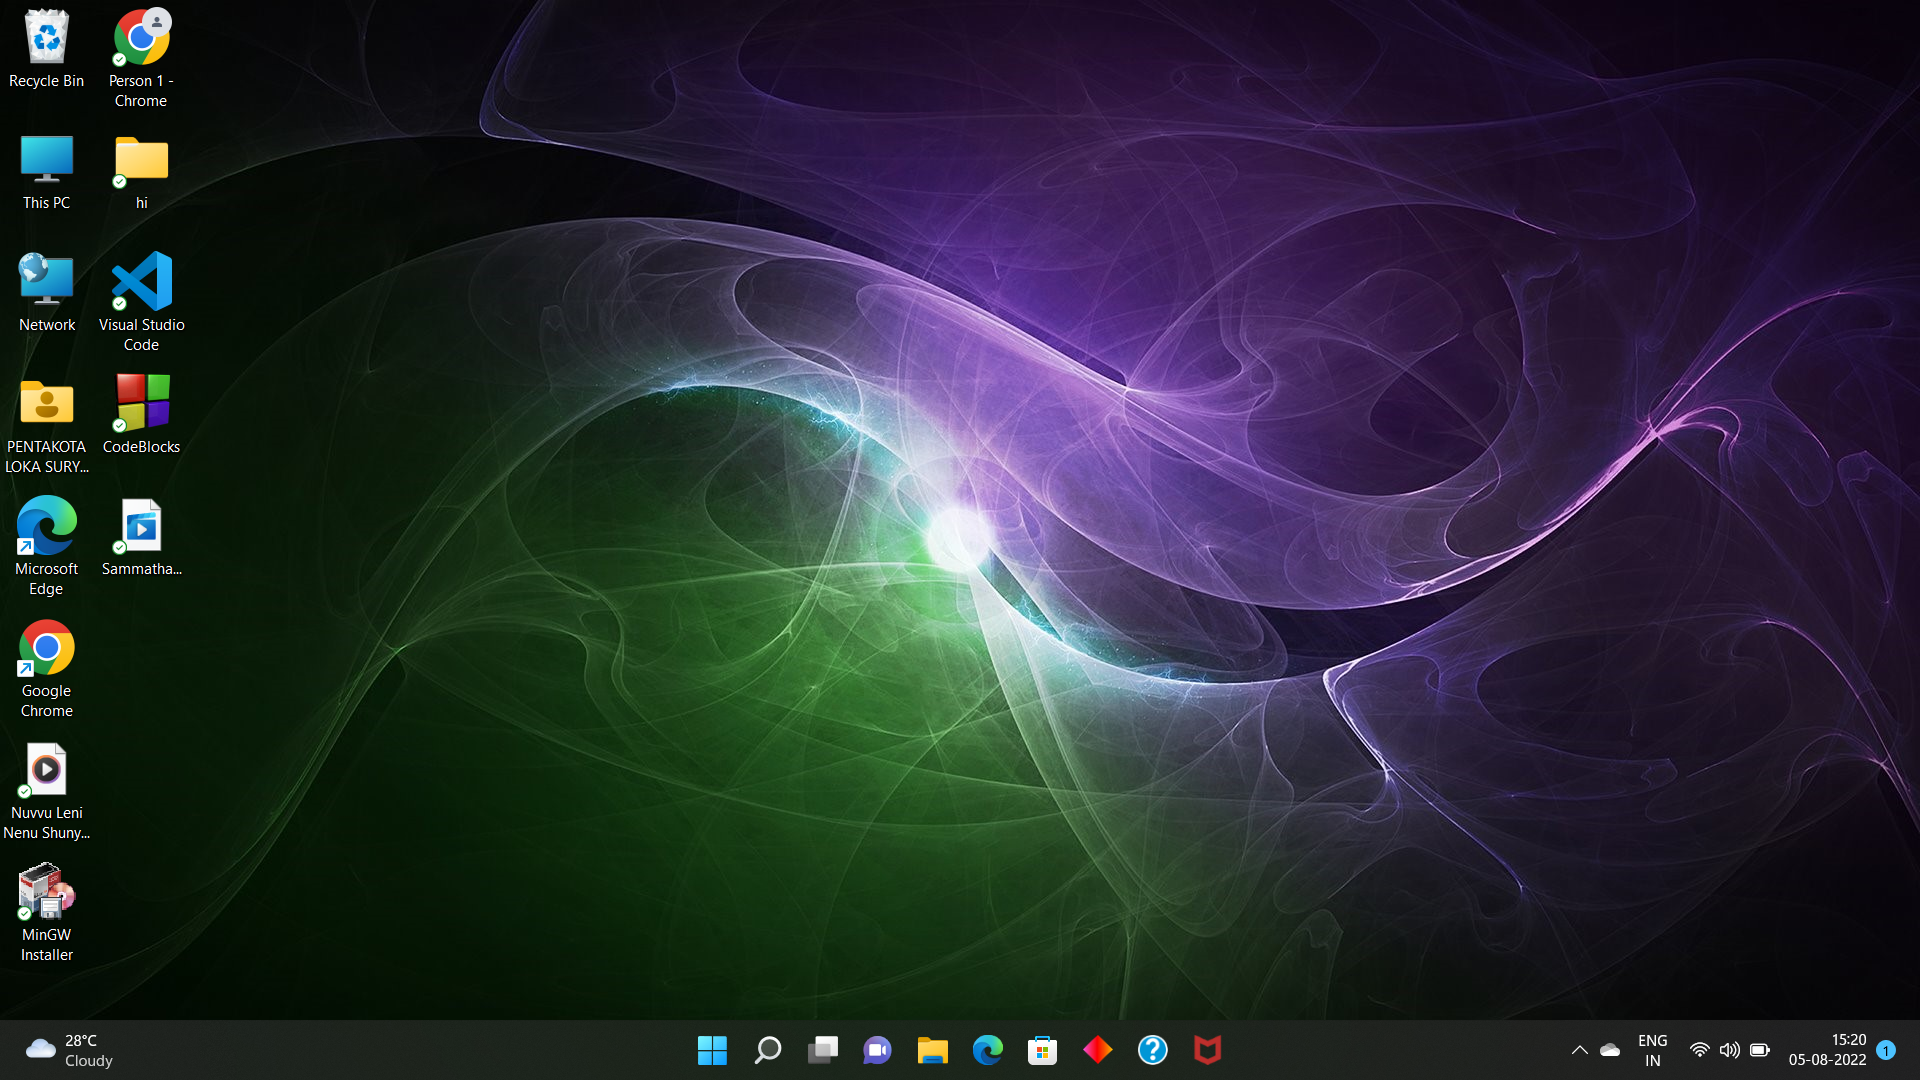 Recycle Bin
Person 1 -
Chrome
This PC
hi
Network
Visual Studio
Code
PENTAKOTA
LOKA SURY...
CodeBlocks
Microsoft
Edge
Sammatha...
Google
Chrome
Nuvvu Leni
Nenu Shuny...
MinGW
Installer
28°C
Cloudy
?
ENG
IN
15:20
05-08-2022
1